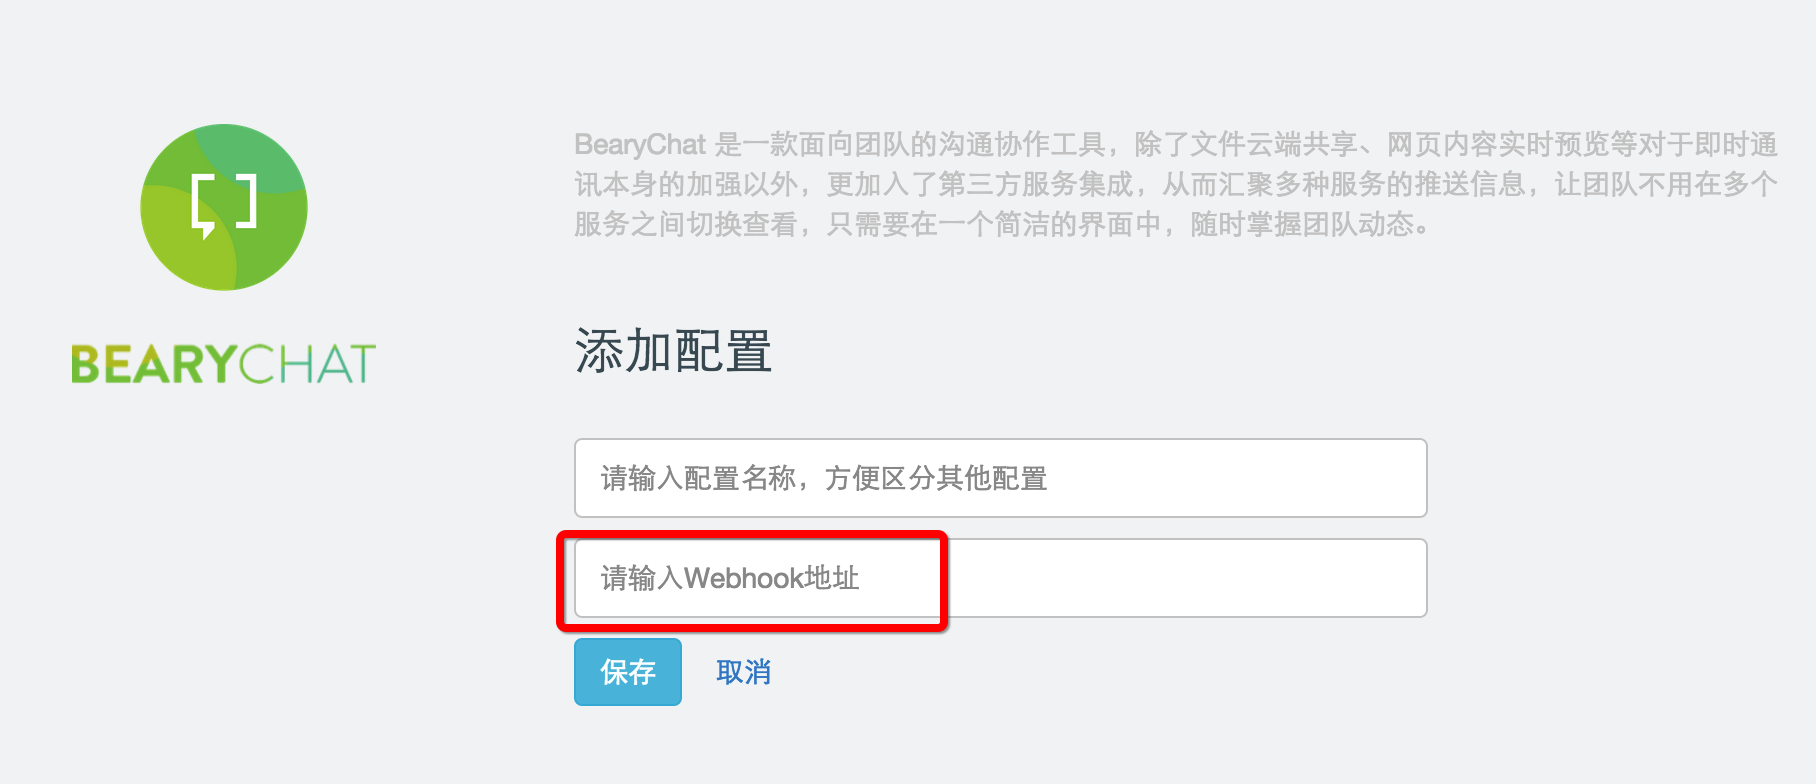 BEARYCHAT
BearyChat 是一款面向团队的沟通协作工具，除了文件云端共享、网页内容实时预览等对于即时通
讯本身的加强以外，更加入了第三方服务集成，从而汇聚多种服务的推送信息，让团队不用在多个
服务之间切换查看，只需要在一个简洁的界面中，随时掌握团队动态。
添加配置
请输入配置名称，方便区分其他配置
请输入Webhook地址
保存 取消